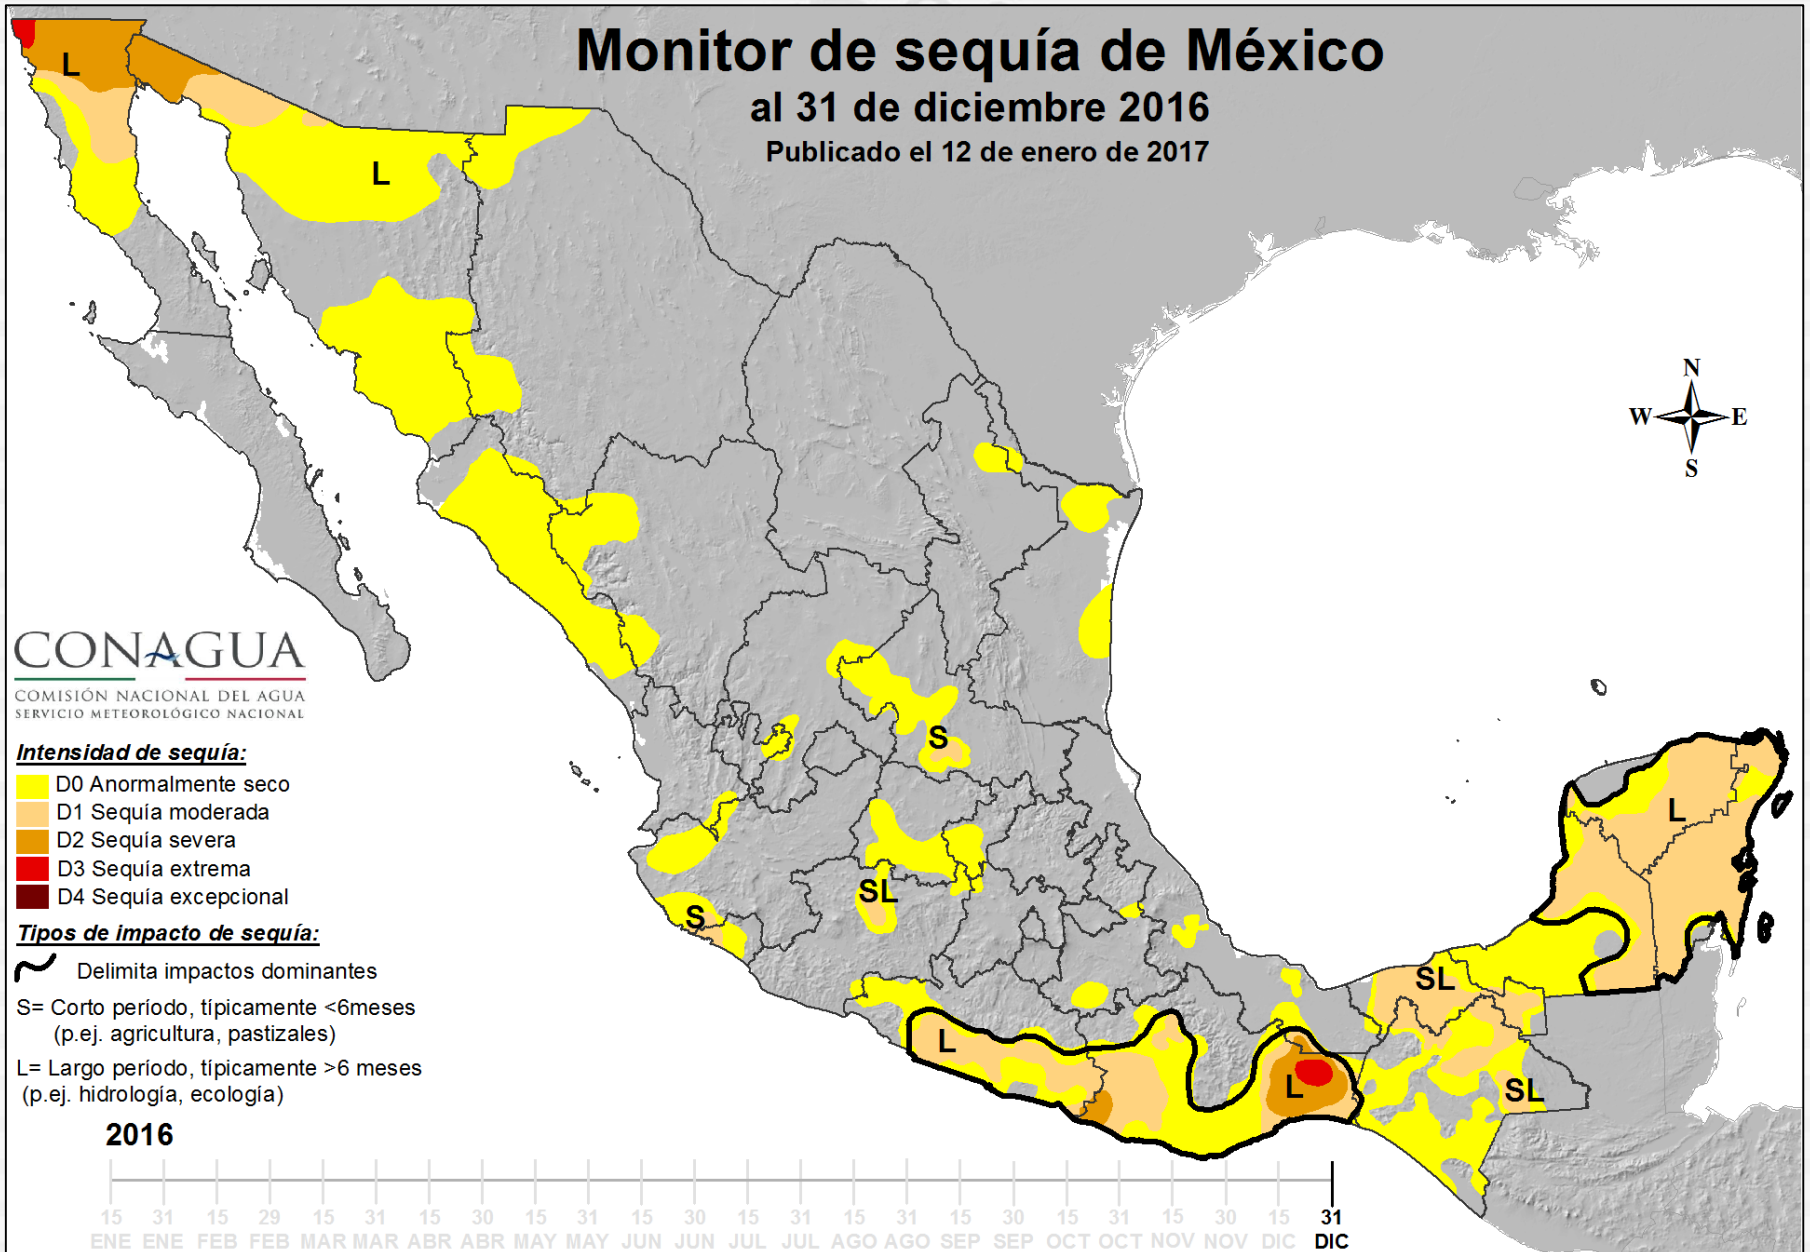 Monitor de sequía de México
al 31 de diciembre 2016
Publicado el 12 de enero de 2017
L
L
N
W E
S
CONAGUA
COMISIÓN NACIONAL DEL AGUA
SERVICIO METEOROLÓGICO NACIONAL
Intensidad de sequía:
D0 Anormalmente seco
D1 Sequía moderada
D2 Sequía severa
D3 Sequía extrema
D4 Sequía excepcional
Tipos de impacto de sequía:
Delimita impactos dominantes
S= Corto período, típicamente <6meses
(p.ej. agricultura, pastizales)
L= Largo período, típicamente >6 meses
(p.ej. hidrología, ecología)
S
L
SL
S
SL
L
L
SL
2016
15 31 15 29 15 31 15 30 15 31 15 30 15 31 15 31 15 30 15 31 15 30 15 31
ENE ENE FEB FEB MAR MAR ABR ABR MAY MAY JUN JUN JUL JUL AGO AGO SEP SEP OCT OCT NOV NOV DIC DIC